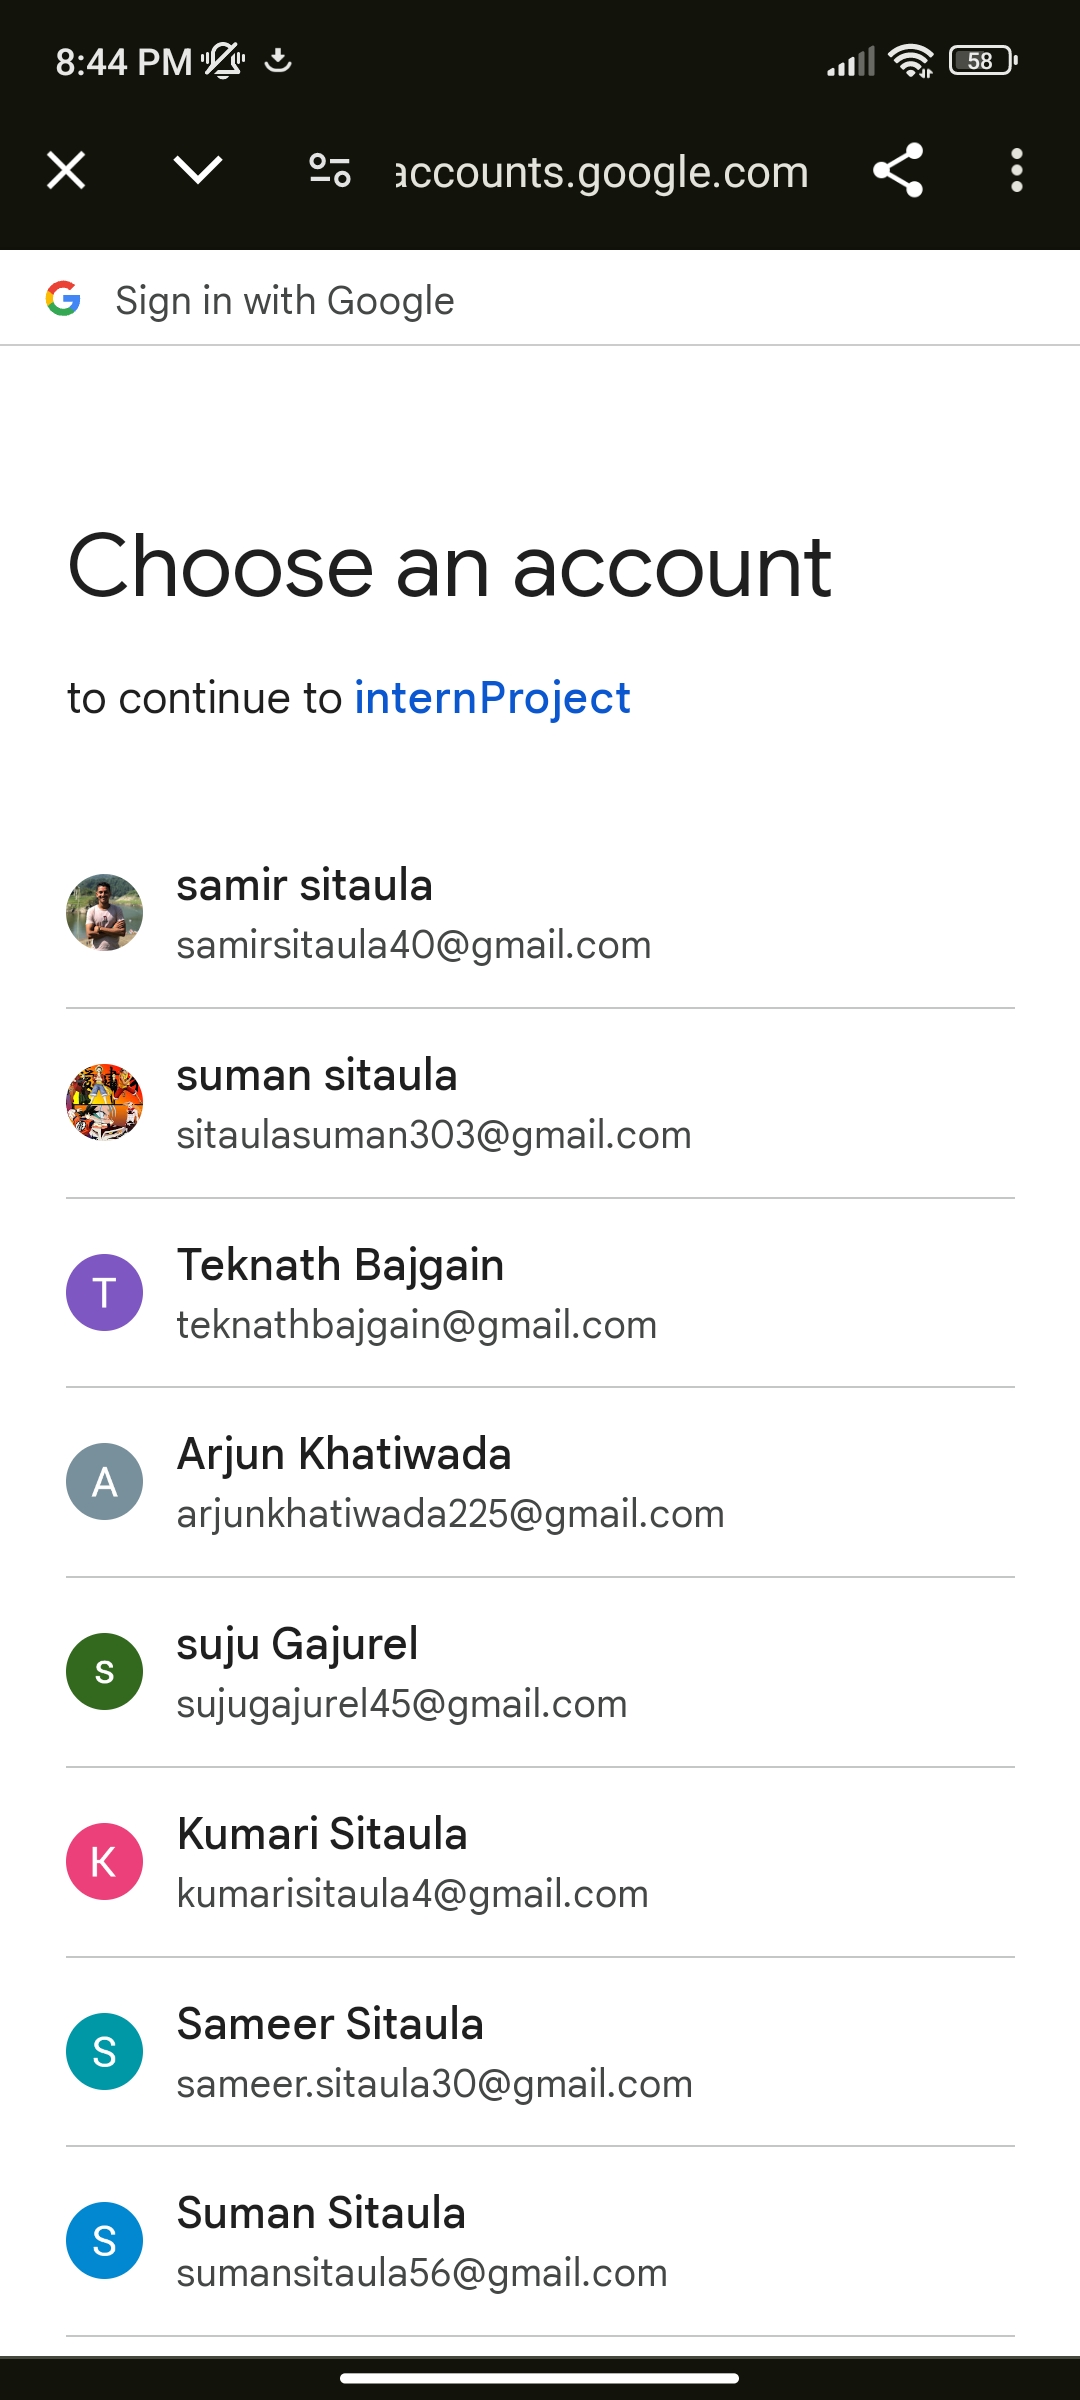 8:44 PM
58
accounts.google.com
Sign in with Google
Choose an account
to continue to internProject
samir sitaula
samirsitaula40@gmail.com
suman sitaula
sitaulasuman303@gmail.com
T
Teknath Bajgain
teknathbajgain@gmail.com
A
Arjun Khatiwada
arjunkhatiwada225@gmail.com
s
suju Gajurel
sujugajurel45@gmail.com
K
Kumari Sitaula
kumarisitaula4@gmail.com
S
Sameer Sitaula
sameer.sitaula30@gmail.com
S
Suman Sitaula
sumansitaula56@gmail.com